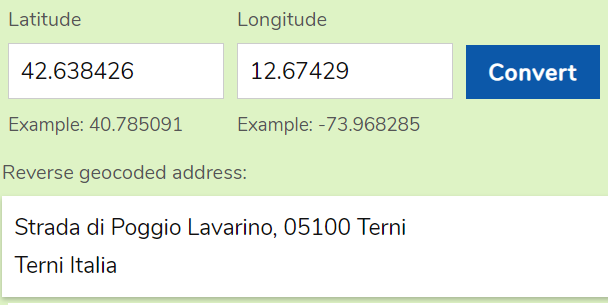 Latitude Longitude
42.638426 12.67429 Convert
Example: 40.785091 Example: -73.968285
Reverse geocoded address:
Strada di Poggio Lavarino, 05100 Terni
Terni Italia